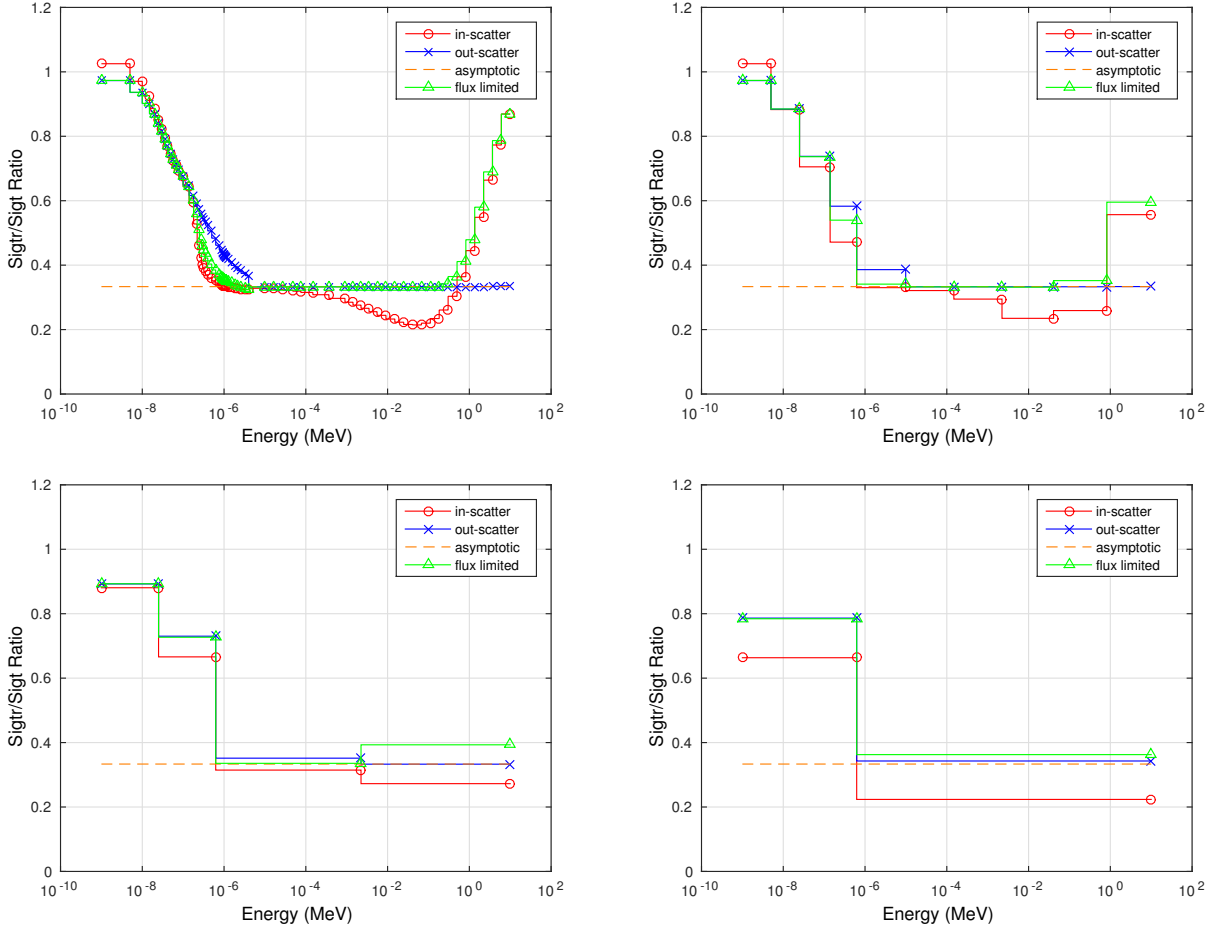 1.2
1
0.8
0.6
0.4
0.2
0
Sigtr/Sigt Ratio
in-scatter
out-scatter
asymptotic
flux limited
10^-10 10^-8 10^-6 10^-4 10^-2 10^0 10^2
Energy (MeV)
1.2
1
0.8
0.6
0.4
0.2
0
Sigtr/Sigt Ratio
in-scatter
out-scatter
asymptotic
flux limited
10^-10 10^-8 10^-6 10^-4 10^-2 10^0 10^2
Energy (MeV)
1.2
1
0.8
0.6
0.4
0.2
0
Sigtr/Sigt Ratio
in-scatter
out-scatter
asymptotic
flux limited
10^-10 10^-8 10^-6 10^-4 10^-2 10^0 10^2
Energy (MeV)
1.2
1
0.8
0.6
0.4
0.2
0
Sigtr/Sigt Ratio
in-scatter
out-scatter
asymptotic
flux limited
10^-10 10^-8 10^-6 10^-4 10^-2 10^0 10^2
Energy (MeV)